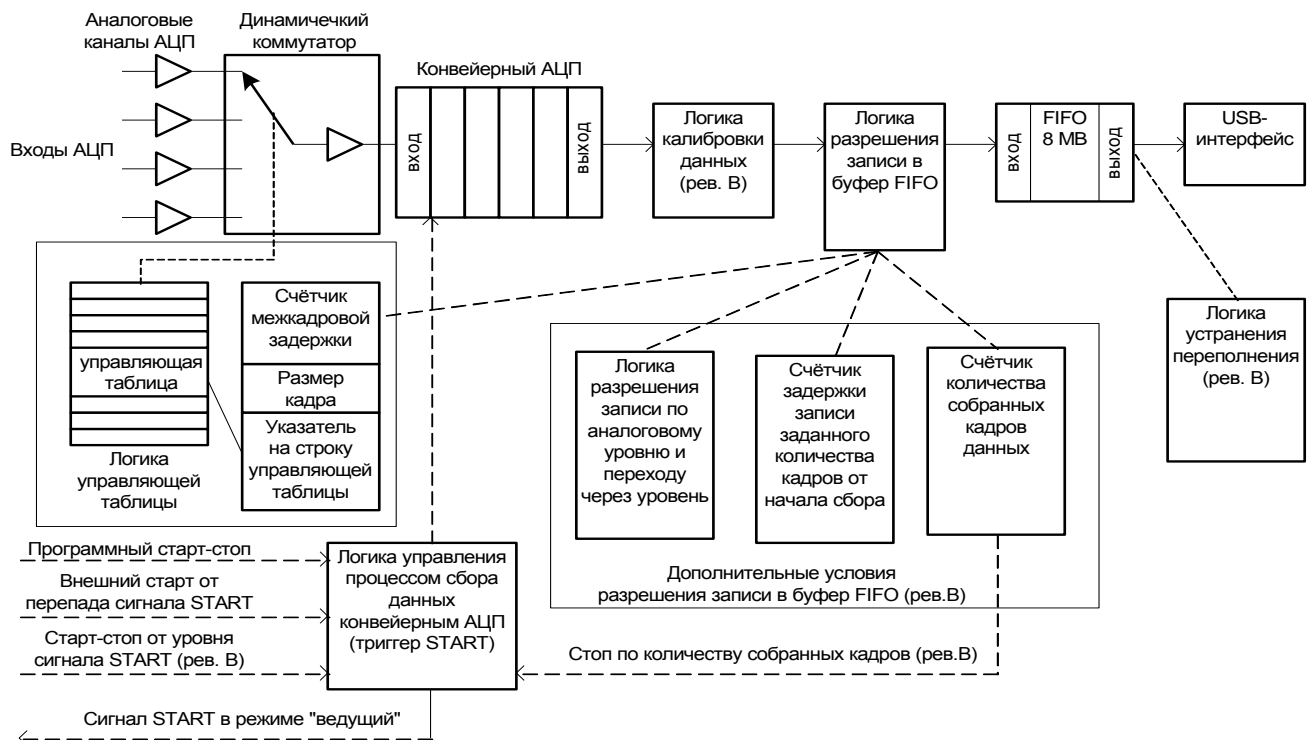 Аналоговые
каналы АЦП
Динамичечкий
коммутатор
Входы АЦП
Конвейерный АЦП
ВХОД
ВЫХОД
Логика
калибровки
данных
(рев. В)
Логика
разрешения
записи в
буфер FIFO
ВХОД
FIFO
8 MB
ВЫХОД
USB-
интерфейс
управляющая
таблица
Логика
управляющей
таблицы
Счётчик
межкадровой
задержки
Размер
кадра
Указатель
на строку
управляющей
таблицы
Логика
разрешения
записи по
аналоговому
уровню и
переходу
через уровень
Счётчик
задержки
записи
заданного
количества
кадров от
начала сбора
Счётчик
количества
собранных
кадров
данных
Дополнительные условия
разрешения записи в буфер FIFO (рев.В)
Логика
устранения
переполнения
(рев. В)
Программный старт-стоп
Внешний старт от
перепада сигнала START
Старт-стоп от уровня
сигнала START (рев. В)
Логика управления
процессом сбора
данных
конвейерным АЦП
(триггер START)
Стоп по количеству собранных кадров (рев.В)
Сигнал START в режиме "ведущий"